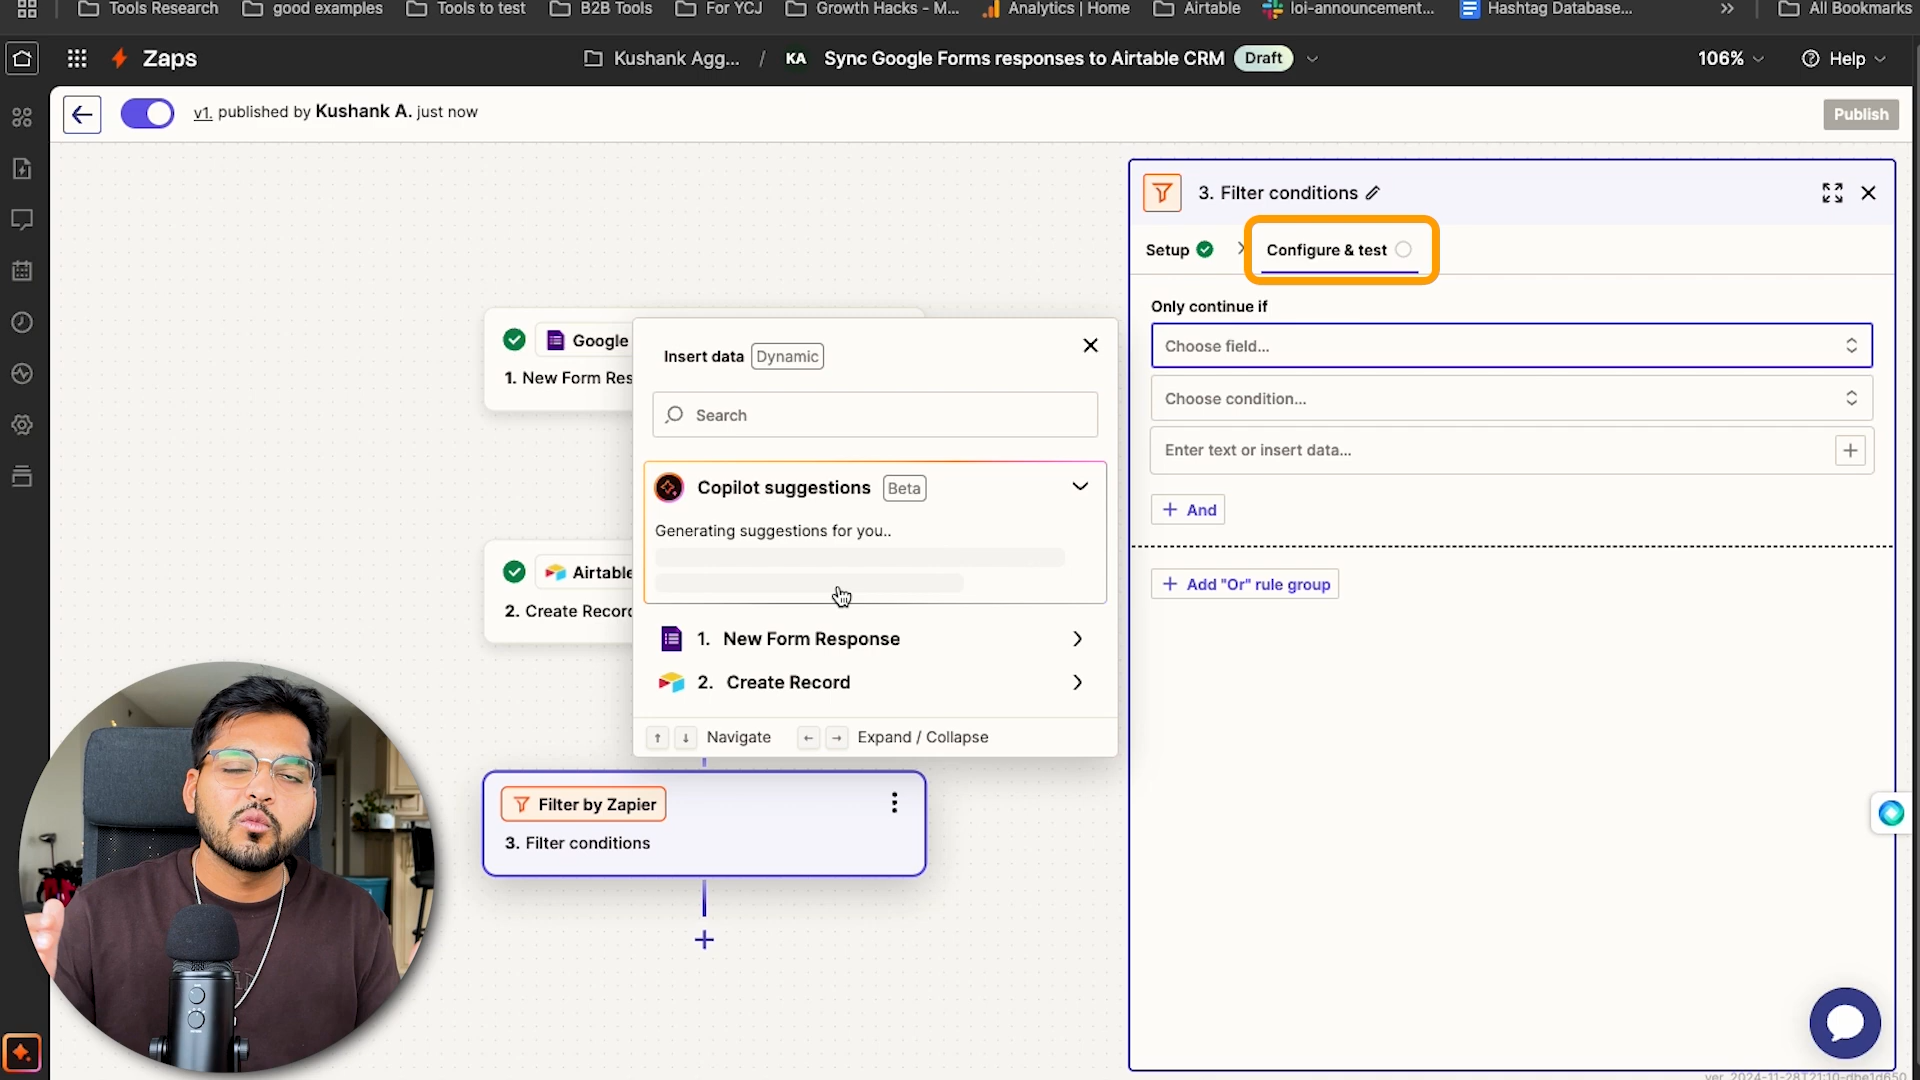 Tools Research
good examples
Tools to test
B2B Tools
For YCJ
Growth Hacks - M...
Analytics | Home
Airtable
loi-announcement...
Hashtag Database...
All Bookmarks
Zaps
Kushank Agg... / KA Sync Google Forms responses to Airtable CRM Draft
106%
Help
v1. published by Kushank A. just now
Publish
3. Filter conditions
Setup
Configure & test
Only continue if
Choose field...
Choose condition...
Enter text or insert data...
+ And
+ Add "Or" rule group
Google
1. New Form Res
Airtable
2. Create Record
Insert data Dynamic
Search
Copilot suggestions Beta
Generating suggestions for you..
1. New Form Response
2. Create Record
↑ ↓ Navigate ← → Expand / Collapse
Filter by Zapier
3. Filter conditions